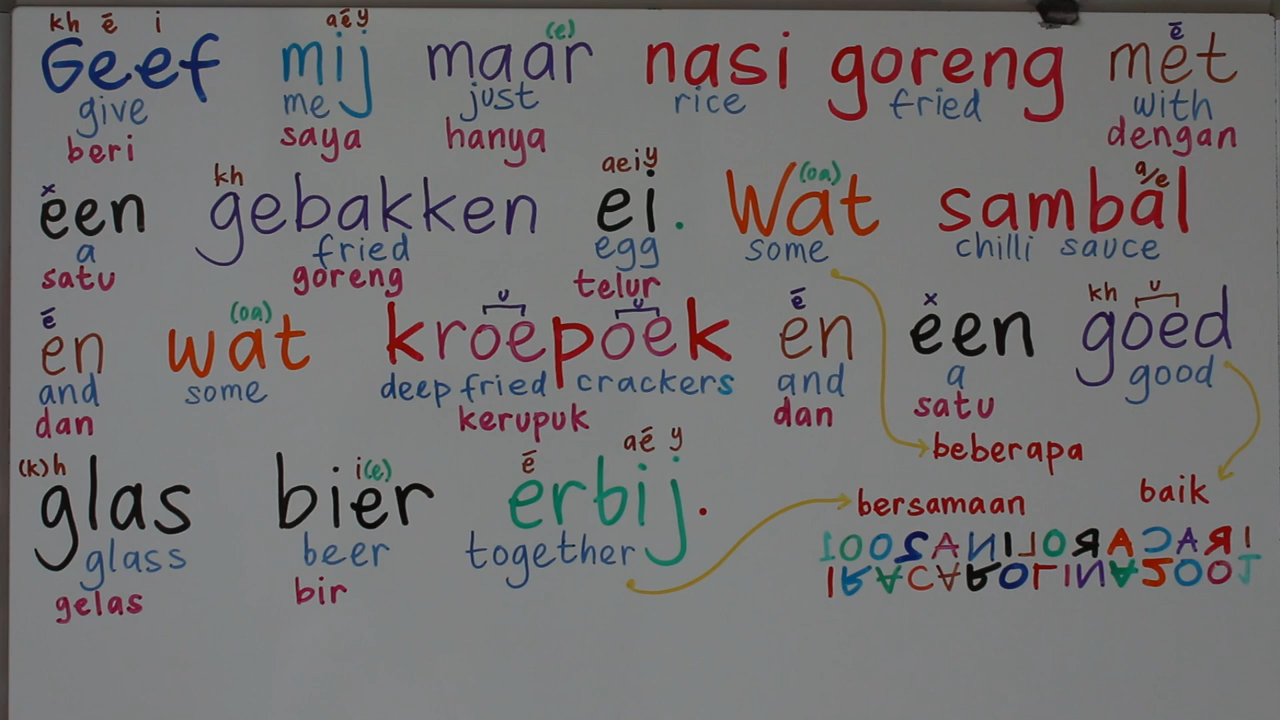 kh ē i aéy (e) ē
Geef mij maar nasi goreng met
give me just rice fried with
beri saya hanya dengan
x kh aeiy (oa) a/e
een gebakken ei. Wat sambal
a fried egg some chilli sauce
satu goreng telur
ē (oa) u u ē x kh u
en wat kroepoek en een goed
and some deep fried crackers and a good
dan kerupuk dan satu
beberapa
(k)h i(e) ē aé y
glas bier erbij.
glass beer together
gelas bir
bersamaan baik